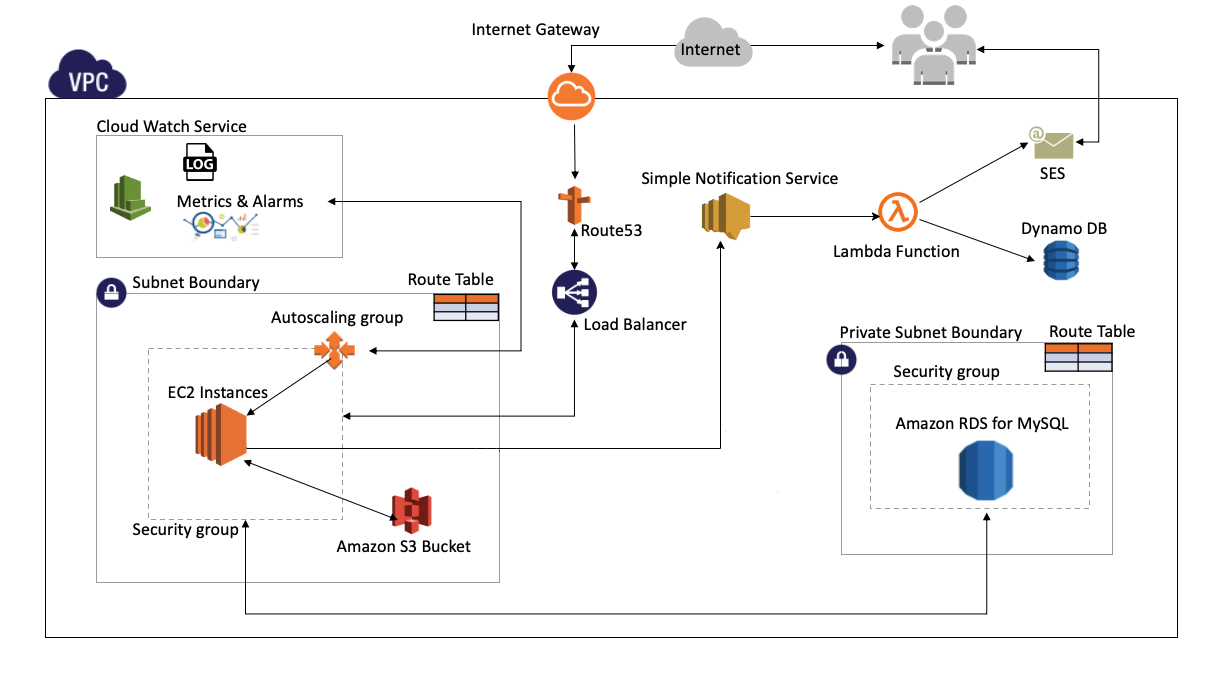 Internet Gateway
Internet
VPC
Cloud Watch Service
LOG
Metrics & Alarms
Route53
Simple Notification Service
Lambda Function
@
SES
Dynamo DB
Load Balancer
Subnet Boundary
Route Table
Autoscaling group
EC2 Instances
Security group
Amazon S3 Bucket
Private Subnet Boundary
Route Table
Security group
Amazon RDS for MySQL